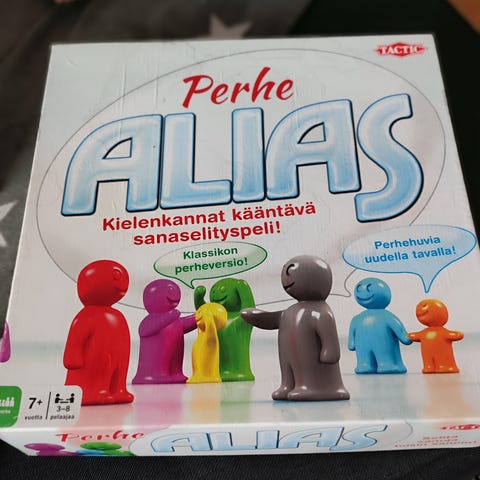 TACTIC
Perhe
ALIAS
Kielenkannat kääntävä
sanaselityspeli!
Klassikon
perheversio!
Perhehuvia
uudella tavalla!
7+
vuotta
3-8
pelaajaa
Perhe
ALIAS